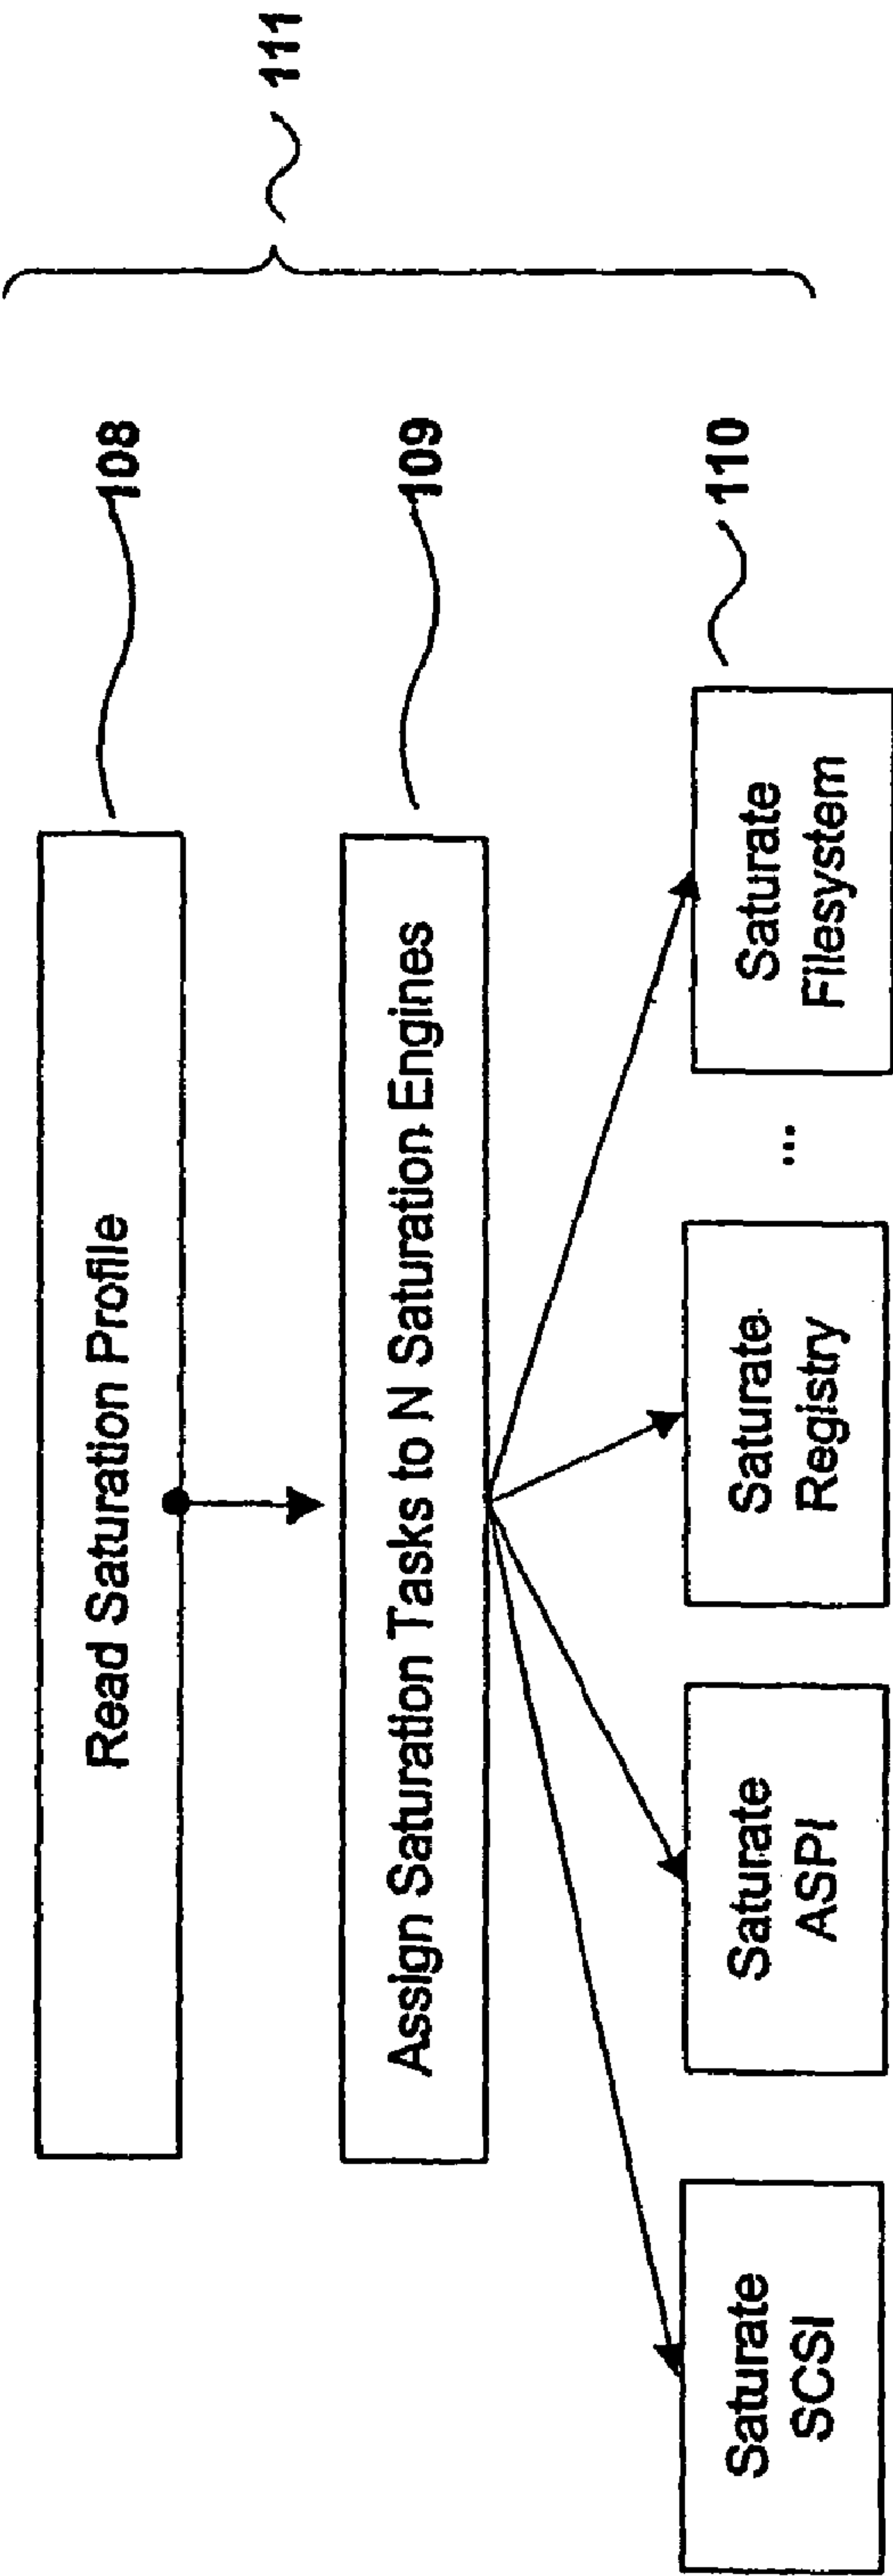 111
Read Saturation Profile
108
Assign Saturation Tasks to N Saturation Engines
109
Saturate
SCSI
Saturate
ASPI
Saturate
Registry
...
Saturate
Filesystem
110